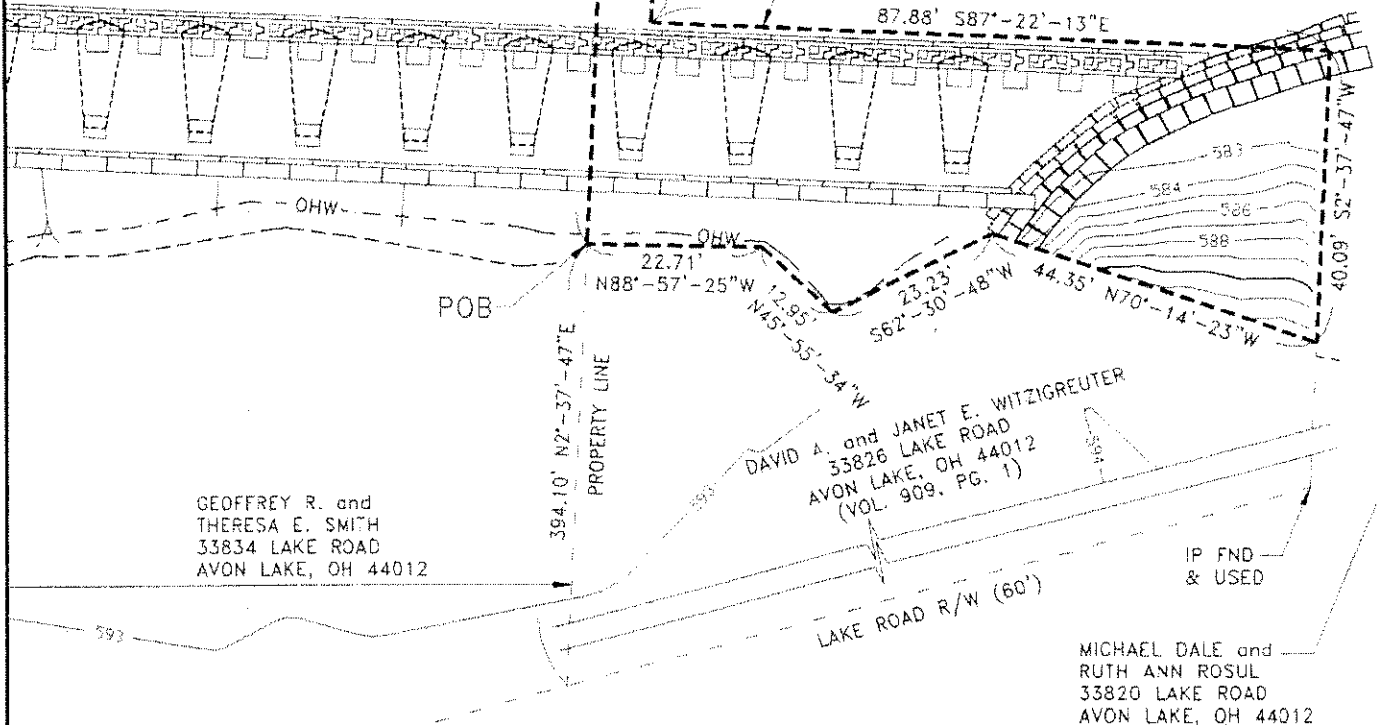 87.88' S87°-22'-13"E
583
584
586
588
40.09' S2°-37'-47"W
OHW
OHW
22.71'
N88°-57'-25"W
12.95'
N45°-55'-34"W
23.23'
S62°-30'-48"W
44.35' N70°-14'-23"W
POB
394.10' N2°-37'-47"E
PROPERTY LINE
DAVID A. and JANET E. WITZIGREUTER
33826 LAKE ROAD
AVON LAKE, OH 44012
(VOL. 909, PG. 1)
593
594
GEOFFREY R. and
THERESA E. SMITH
33834 LAKE ROAD
AVON LAKE, OH 44012
IP FND
& USED
593
LAKE ROAD R/W (60')
MICHAEL DALE and
RUTH ANN ROSUL
33820 LAKE ROAD
AVON LAKE, OH 44012